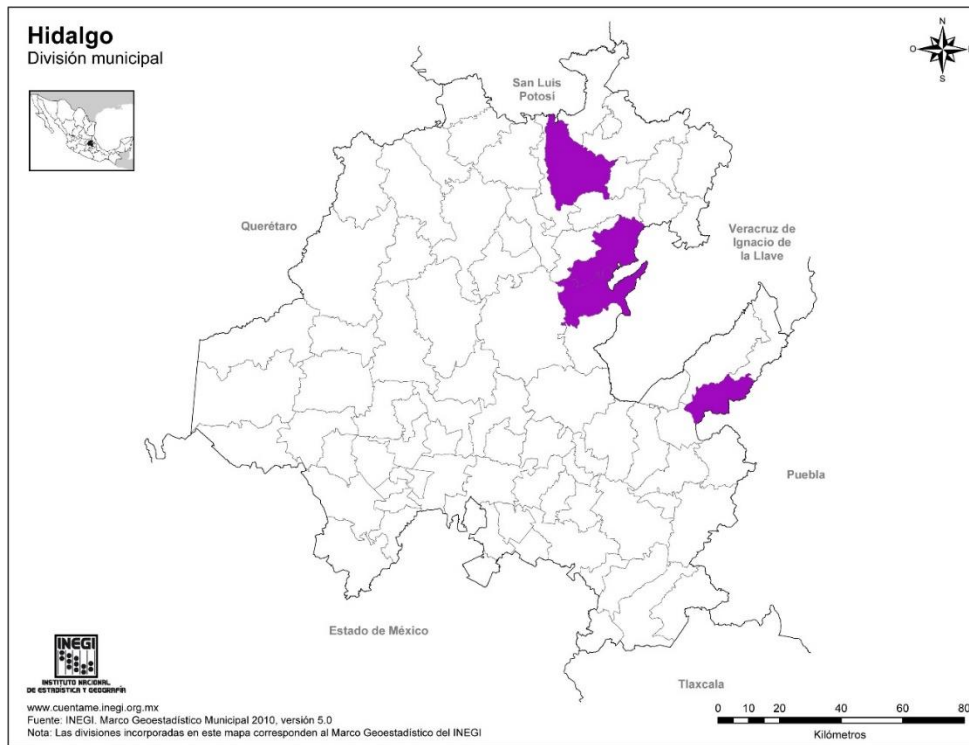 Hidalgo
División municipal
N
O
E
S
San Luis
Potosí
Querétaro
Veracruz de
Ignacio de
la Llave
Puebla
Estado de México
Tlaxcala
INEGI
INSTITUTO NACIONAL
DE ESTADÍSTICA Y GEOGRAFÍA
www.cuentame.inegi.org.mx
Fuente: INEGI. Marco Geoestadístico Municipal 2010, versión 5.0
Nota: Las divisiones incorporadas en este mapa corresponden al Marco Geoestadístico del INEGI
0 10 20 40 60 80
Kilómetros